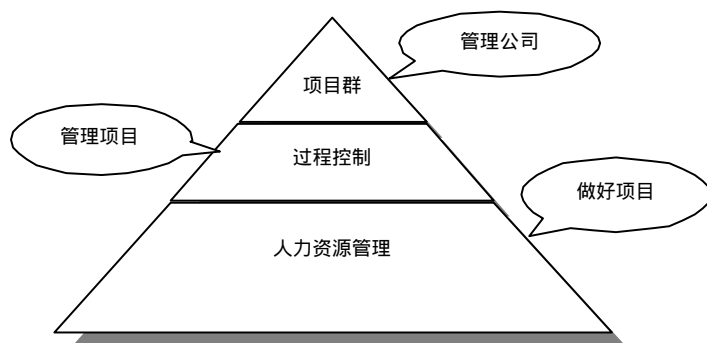 管理公司
项目群
管理项目
过程控制
做好项目
人力资源管理